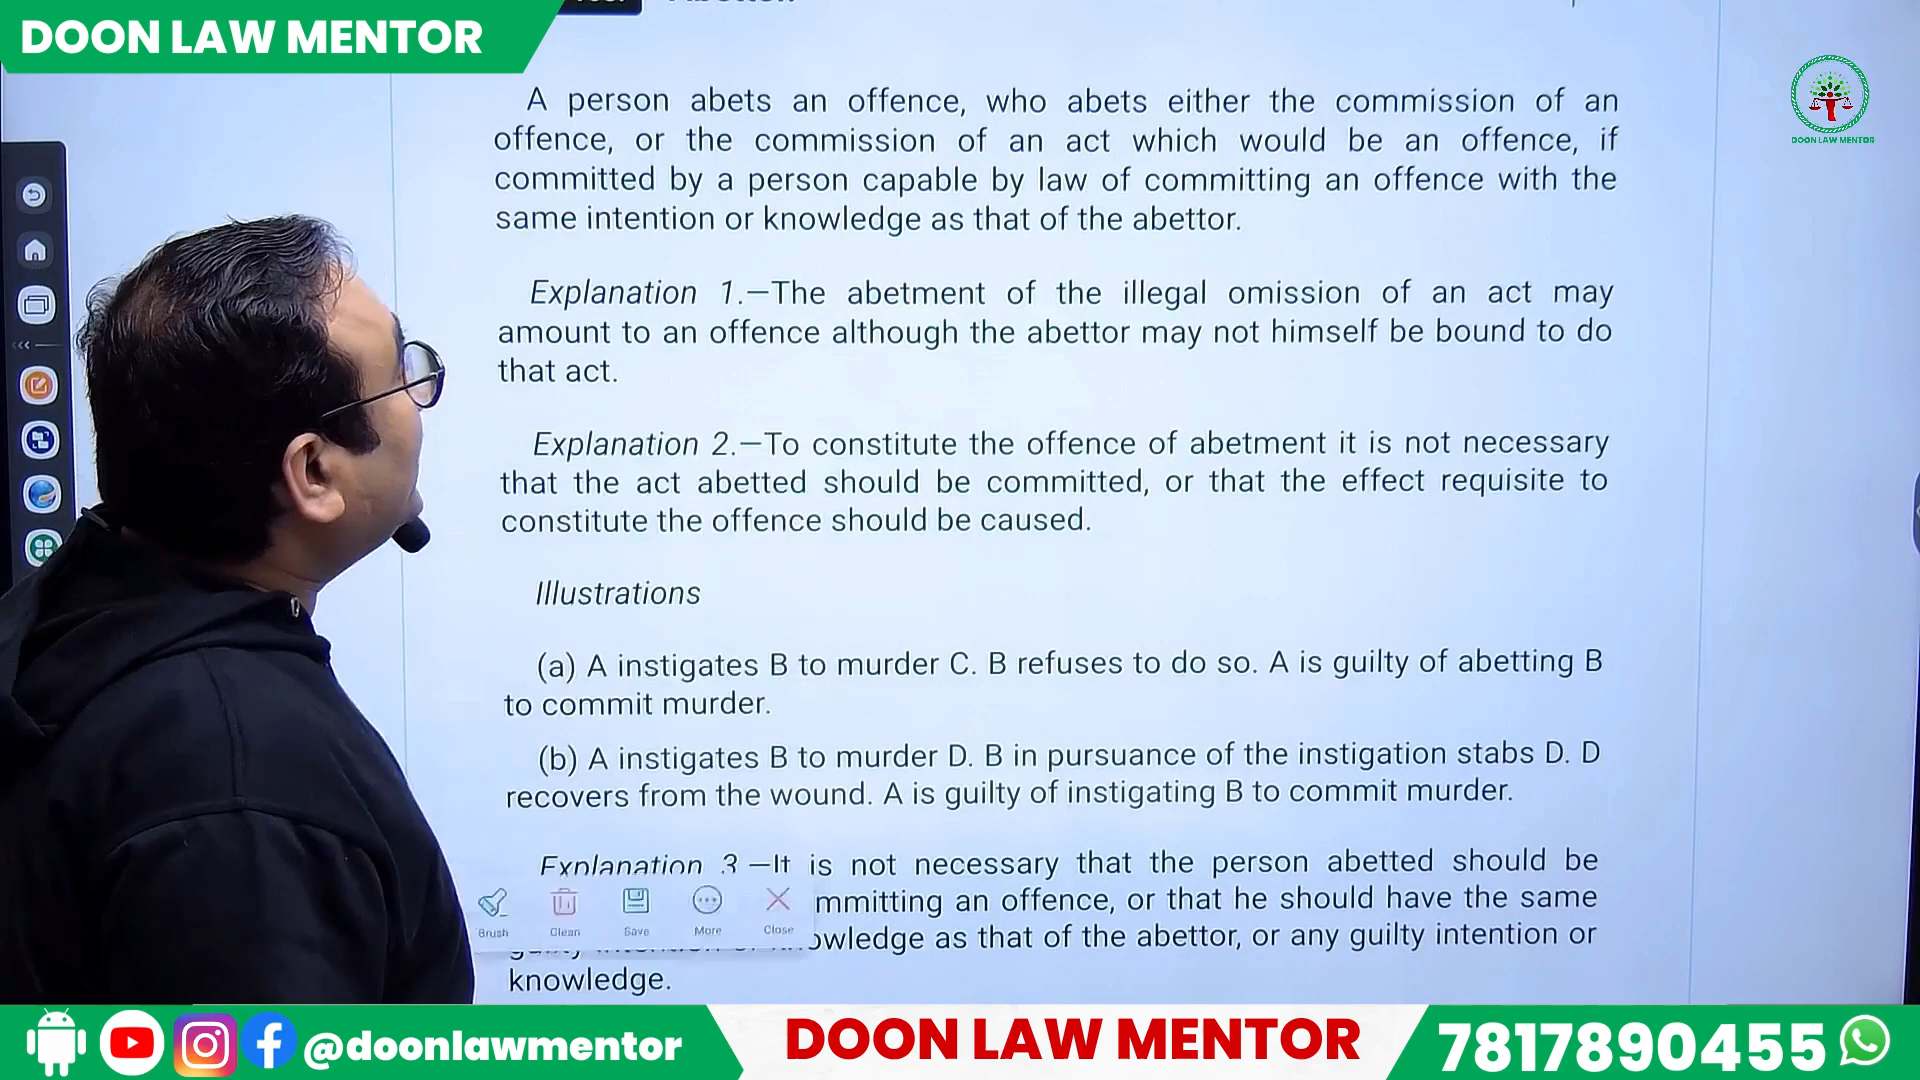 DOON LAW MENTOR
A person abets an offence, who abets either the commission of an
offence, or the commission of an act which would be an offence, if
committed by a person capable by law of committing an offence with the
same intention or knowledge as that of the abettor.
Explanation 1.—The abetment of the illegal omission of an act may
amount to an offence although the abettor may not himself be bound to do
that act.
Explanation 2.—To constitute the offence of abetment it is not necessary
that the act abetted should be committed, or that the effect requisite to
constitute the offence should be caused.
Illustrations
(a) A instigates B to murder C. B refuses to do so. A is guilty of abetting B
to commit murder.
(b) A instigates B to murder D. B in pursuance of the instigation stabs D. D
recovers from the wound. A is guilty of instigating B to commit murder.
Explanation 3 —It is not necessary that the person abetted should be
mmitting an offence, or that he should have the same
owledge as that of the abettor, or any guilty intention or
knowledge.
Brush Clean Save More Close
DOON LAW MENTOR
@doonlawmentor
DOON LAW MENTOR
7817890455